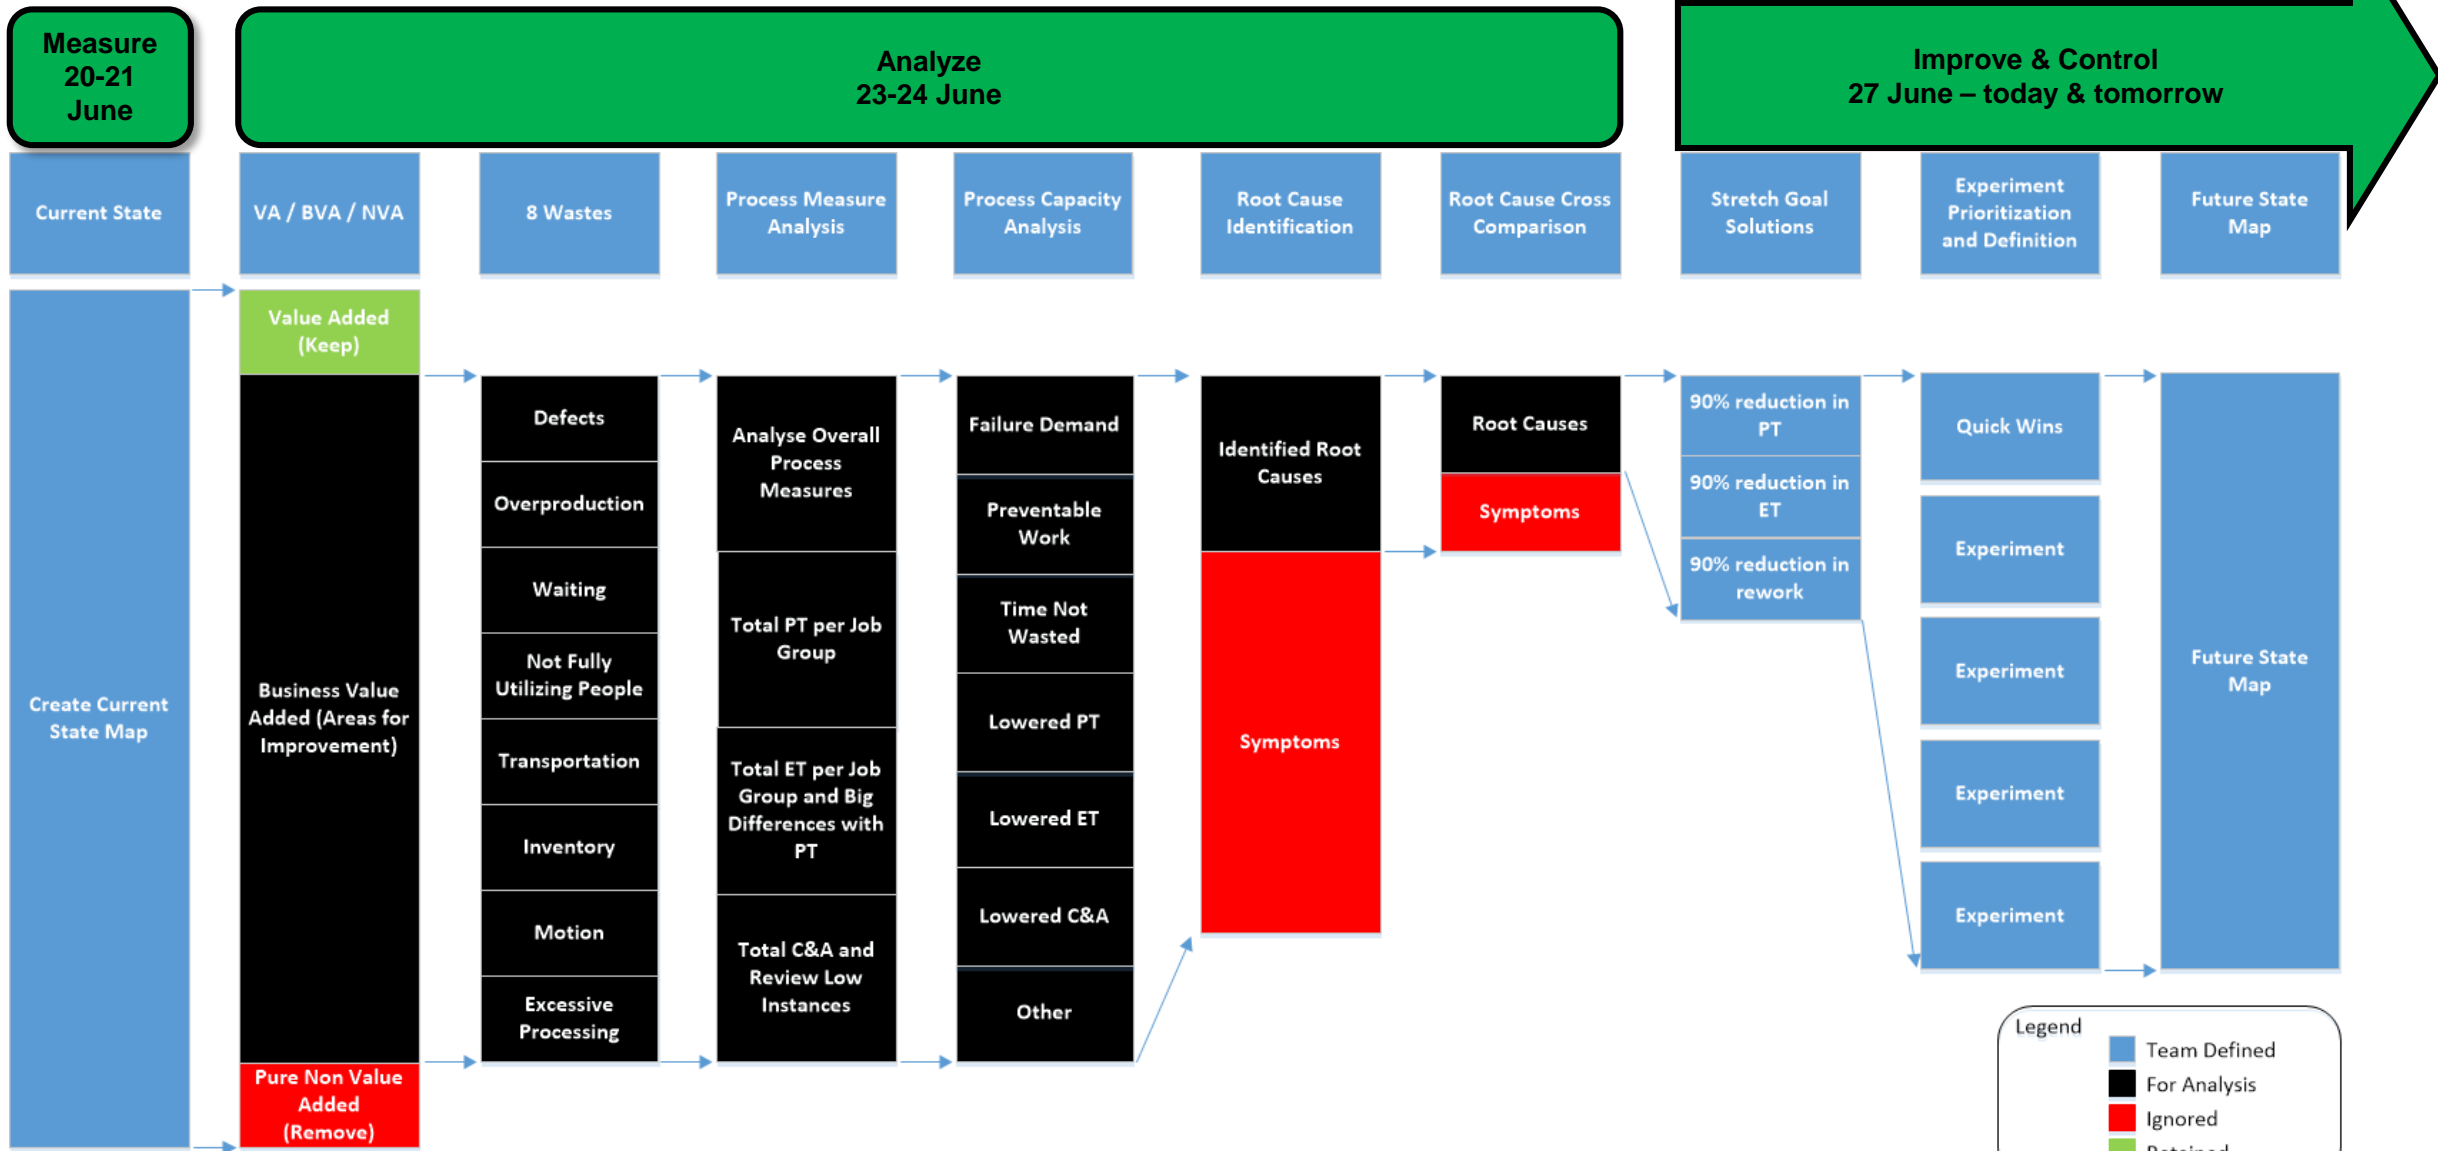 Measure
20-21
June
Analyze
23-24 June
Improve & Control
27 June – today & tomorrow
Current State
VA / BVA / NVA
8 Wastes
Process Measure
Analysis
Process Capacity
Analysis
Root Cause
Identification
Root Cause Cross
Comparison
Stretch Goal
Solutions
Experiment
Prioritization
and Definition
Future State
Map
Create Current
State Map
Value Added
(Keep)
Business Value
Added (Areas for
Improvement)
Pure Non Value
Added
(Remove)
Defects
Overproduction
Waiting
Not Fully
Utilizing People
Transportation
Inventory
Motion
Excessive
Processing
Analyse Overall
Process
Measures
Total PT per Job
Group
Total ET per Job
Group and Big
Differences with
PT
Total C&A and
Review Low
Instances
Failure Demand
Preventable
Work
Time Not
Wasted
Lowered PT
Lowered ET
Lowered C&A
Other
Identified Root
Causes
Symptoms
Root Causes
Symptoms
90% reduction in
PT
90% reduction in
ET
90% reduction in
rework
Quick Wins
Experiment
Experiment
Experiment
Experiment
Future State
Map
Legend
Team Defined
For Analysis
Ignored
Retained